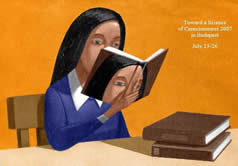 Toward a Science
of Consciousness 2007
in Budapest
July 23-26